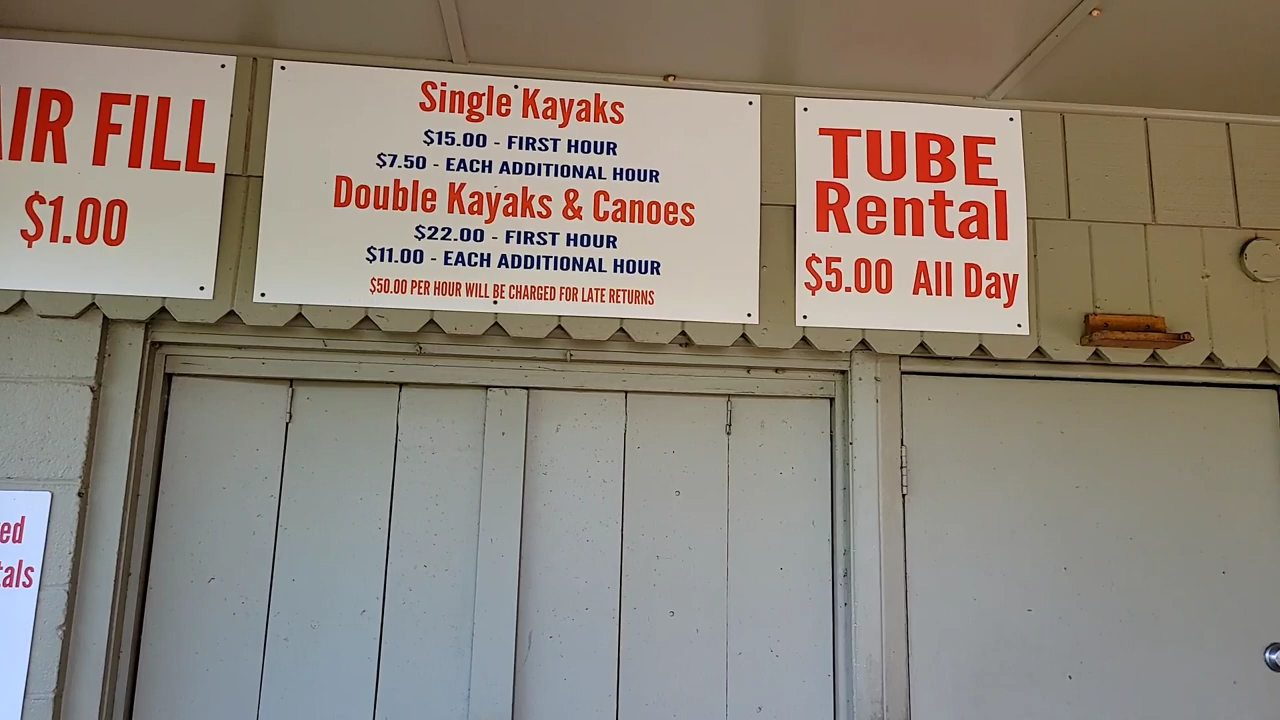 AIR FILL
$1.00
Single Kayaks
$15.00 - FIRST HOUR
$7.50 - EACH ADDITIONAL HOUR
Double Kayaks & Canoes
$22.00 - FIRST HOUR
$11.00 - EACH ADDITIONAL HOUR
$50.00 PER HOUR WILL BE CHARGED FOR LATE RETURNS
TUBE
Rental
$5.00 All Day